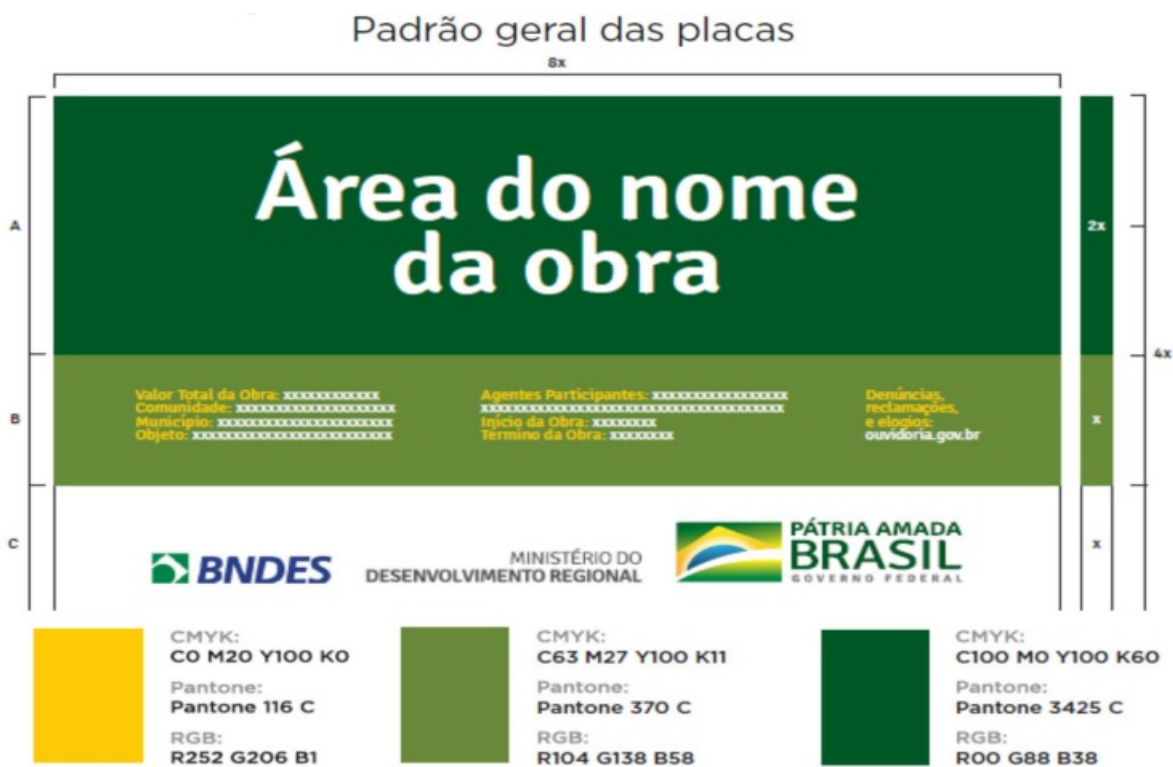 Padrão geral das placas
8x
A
Área do nome
da obra
2x
4x
B
Valor Total da Obra: xxxxxxxxxxxx
Comunidade: xxxxxxxxxxxxxxxxxxxx
Município: xxxxxxxxxxxxxxxxxxxxxx
Objeto: xxxxxxxxxxxxxxxxxxxxxxxxx
Agentes Participantes: xxxxxxxxxxxxxxxxx
xxxxxxxxxxxxxxxxxxxxxxxxxxxxxxxxxxxxxx
Início da Obra: xxxxxxxx
Término da Obra: xxxxxxxx
Denúncias,
reclamações,
e elogios:
ouvidoria.gov.br
x
C
BNDES
MINISTÉRIO DO
DESENVOLVIMENTO REGIONAL
PÁTRIA AMADA
BRASIL
GOVERNO FEDERAL
x
CMYK:
C0 M20 Y100 K0
Pantone:
Pantone 116 C
RGB:
R252 G206 B1
CMYK:
C63 M27 Y100 K11
Pantone:
Pantone 370 C
RGB:
R104 G138 B58
CMYK:
C100 M0 Y100 K60
Pantone:
Pantone 3425 C
RGB:
R00 G88 B38